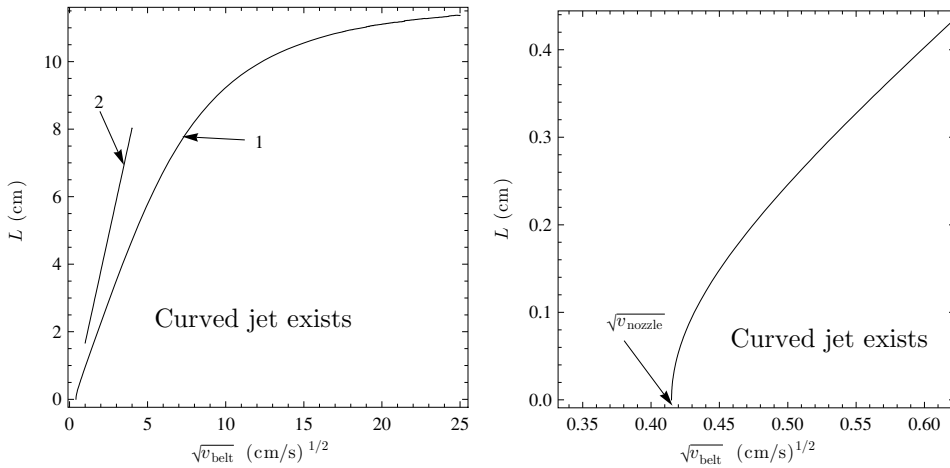 10
8
6
4
2
0
L (cm)
2
1
Curved jet exists
0 5 10 15 20 25
√v_belt (cm/s)^1/2
0.4
0.3
0.2
0.1
0.0
L (cm)
√v_nozzle
Curved jet exists
0.35 0.40 0.45 0.50 0.55 0.60
√v_belt (cm/s)^1/2